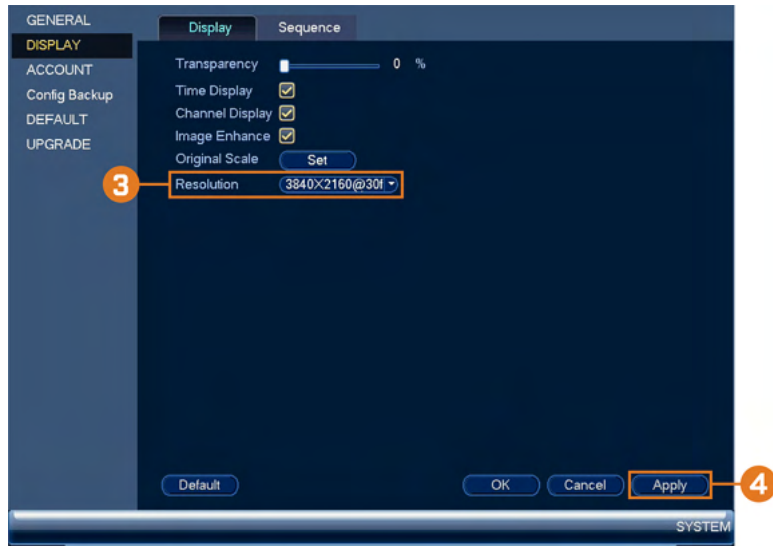 GENERAL
DISPLAY
ACCOUNT
Config Backup
DEFAULT
UPGRADE
Display Sequence
Transparency 0 %
Time Display
Channel Display
Image Enhance
Original Scale Set
3 Resolution 3840X2160@30
Default OK Cancel Apply 4
SYSTEM